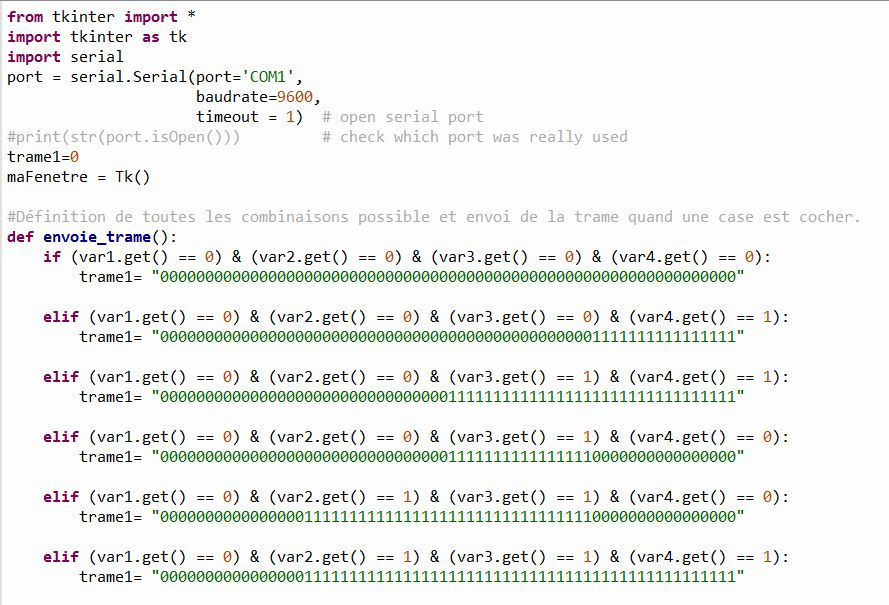 from tkinter import *
import tkinter as tk
import serial
port = serial.Serial(port='COM1',
                     baudrate=9600,
                     timeout = 1)  # open serial port
#print(str(port.isOpen()))         # check which port was really used
trame1=0
maFenetre = Tk()

#Définition de toutes les combinaisons possible et envoi de la trame quand une case est cocher.
def envoie_trame():
    if (var1.get() == 0) & (var2.get() == 0) & (var3.get() == 0) & (var4.get() == 0):
        trame1= "0000000000000000000000000000000000000000000000000000000000000000"

    elif (var1.get() == 0) & (var2.get() == 0) & (var3.get() == 0) & (var4.get() == 1):
        trame1= "0000000000000000000000000000000000000000000000001111111111111111"

    elif (var1.get() == 0) & (var2.get() == 0) & (var3.get() == 1) & (var4.get() == 1):
        trame1= "0000000000000000000000000000000011111111111111111111111111111111"

    elif (var1.get() == 0) & (var2.get() == 0) & (var3.get() == 1) & (var4.get() == 0):
        trame1= "0000000000000000000000000000000011111111111111110000000000000000"

    elif (var1.get() == 0) & (var2.get() == 1) & (var3.get() == 1) & (var4.get() == 0):
        trame1= "0000000000000000111111111111111111111111111111110000000000000000"

    elif (var1.get() == 0) & (var2.get() == 1) & (var3.get() == 1) & (var4.get() == 1):
        trame1= "0000000000000000111111111111111111111111111111111111111111111111"